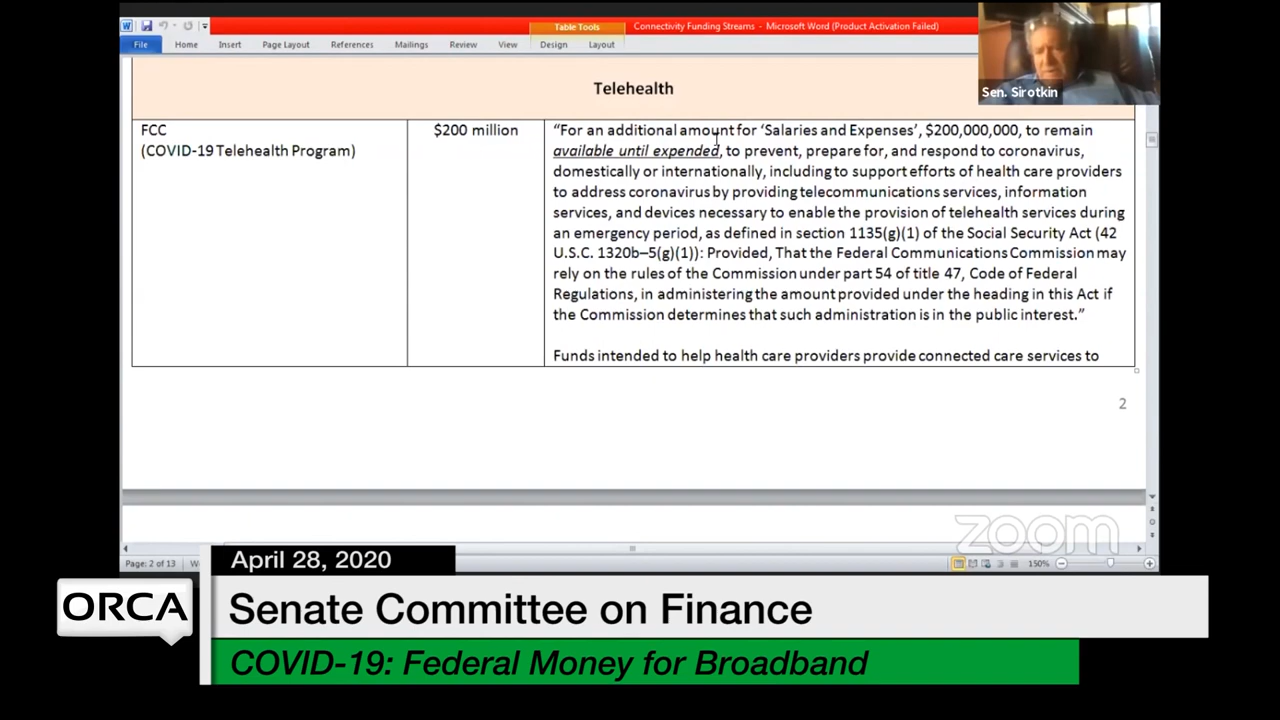 Table Tools
Connectivity Funding Streams - Microsoft Word (Product Activation Failed)
File Home Insert Page Layout References Mailings Review View Design Layout
Sen. Sirotkin
Telehealth
FCC
(COVID-19 Telehealth Program)
$200 million
“For an additional amount for ‘Salaries and Expenses’, $200,000,000, to remain
available until expended, to prevent, prepare for, and respond to coronavirus,
domestically or internationally, including to support efforts of health care providers
to address coronavirus by providing telecommunications services, information
services, and devices necessary to enable the provision of telehealth services during
an emergency period, as defined in section 1135(g)(1) of the Social Security Act (42
U.S.C. 1320b–5(g)(1)): Provided, That the Federal Communications Commission may
rely on the rules of the Commission under part 54 of title 47, Code of Federal
Regulations, in administering the amount provided under the heading in this Act if
the Commission determines that such administration is in the public interest.”
Funds intended to help health care providers provide connected care services to
2
zoom
Page: 2 of 13
150%
April 28, 2020
ORCA
Senate Committee on Finance
COVID-19: Federal Money for Broadband